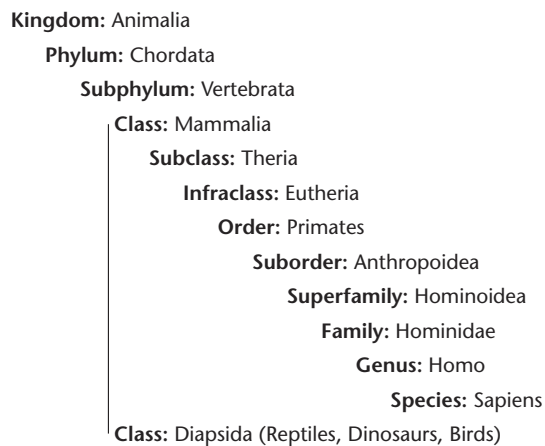 Kingdom: Animalia
Phylum: Chordata
Subphylum: Vertebrata
Class: Mammalia
Subclass: Theria
Infraclass: Eutheria
Order: Primates
Suborder: Anthropoidea
Superfamily: Hominoidea
Family: Hominidae
Genus: Homo
Species: Sapiens
Class: Diapsida (Reptiles, Dinosaurs, Birds)